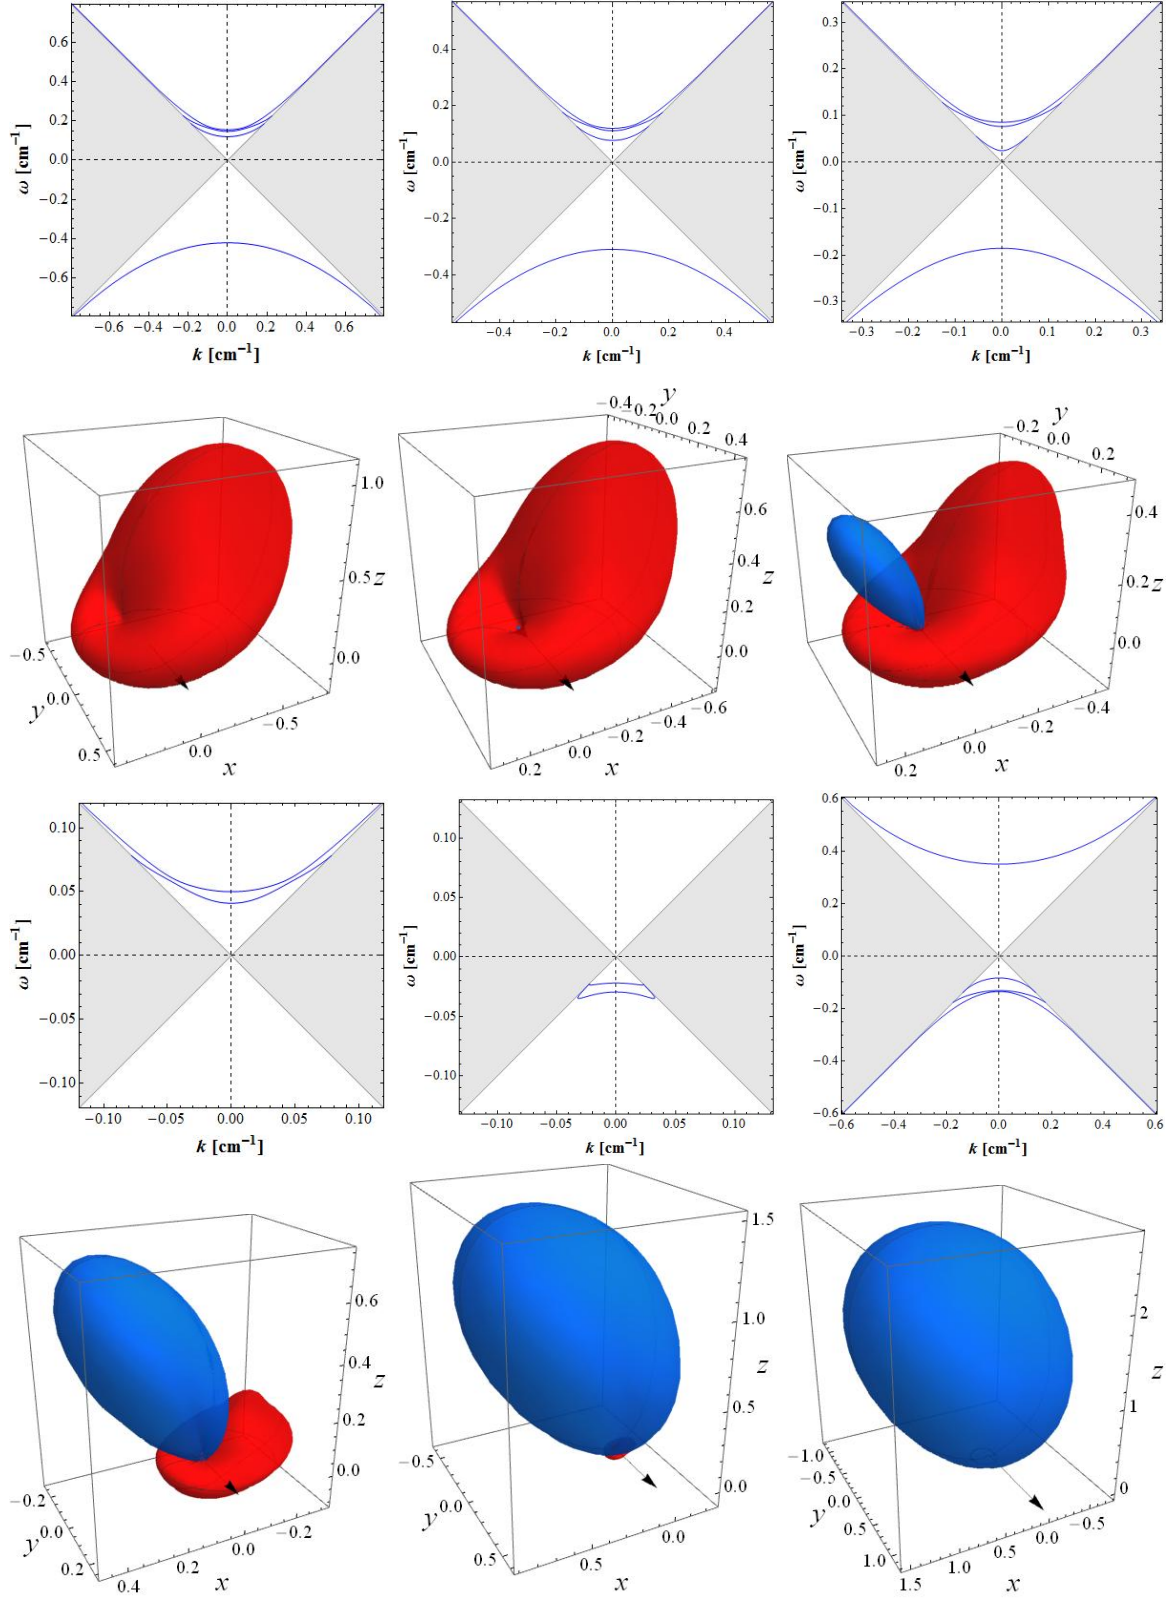 0.6
0.4
0.2
0.0
−0.2
−0.4
−0.6
ω [cm⁻¹]
−0.6 −0.4 −0.2 0.0 0.2 0.4 0.6
k [cm⁻¹]
0.4
0.2
0.0
−0.2
−0.4
ω [cm⁻¹]
−0.4 −0.2 0.0 0.2 0.4
k [cm⁻¹]
0.3
0.2
0.1
0.0
−0.1
−0.2
−0.3
ω [cm⁻¹]
−0.3 −0.2 −0.1 0.0 0.1 0.2 0.3
k [cm⁻¹]
1.0
0.5
0.0
z
−0.5
0.0
0.5
y
0.0 −0.5
x
−0.4 −0.2 0.0 0.2 0.4
y
0.6
0.4
0.2
0.0
z
0.2 0.0 −0.2 −0.4 −0.6
x
−0.2 0.0 0.2
y
0.4
0.2
0.0
z
0.2 0.0 −0.2 −0.4
x
0.10
0.05
0.00
−0.05
−0.10
ω [cm⁻¹]
−0.10 −0.05 0.00 0.05 0.10
k [cm⁻¹]
0.10
0.05
0.00
−0.05
−0.10
ω [cm⁻¹]
−0.10 −0.05 0.00 0.05 0.10
k [cm⁻¹]
0.6
0.4
0.2
0.0
−0.2
−0.4
−0.6
ω [cm⁻¹]
−0.6 −0.4 −0.2 0.0 0.2 0.4 0.6
k [cm⁻¹]
0.6
0.4
0.2
0.0
z
−0.2
0.0
0.2
y
0.4 0.2 0.0 −0.2
x
1.5
1.0
0.5
0.0
z
−0.5
0.0
0.5
y
0.5 0.0
x
2
1
0
z
−1.0
−0.5
0.0
0.5
1.0
y
1.5 1.0 0.5 0.0 −0.5
x